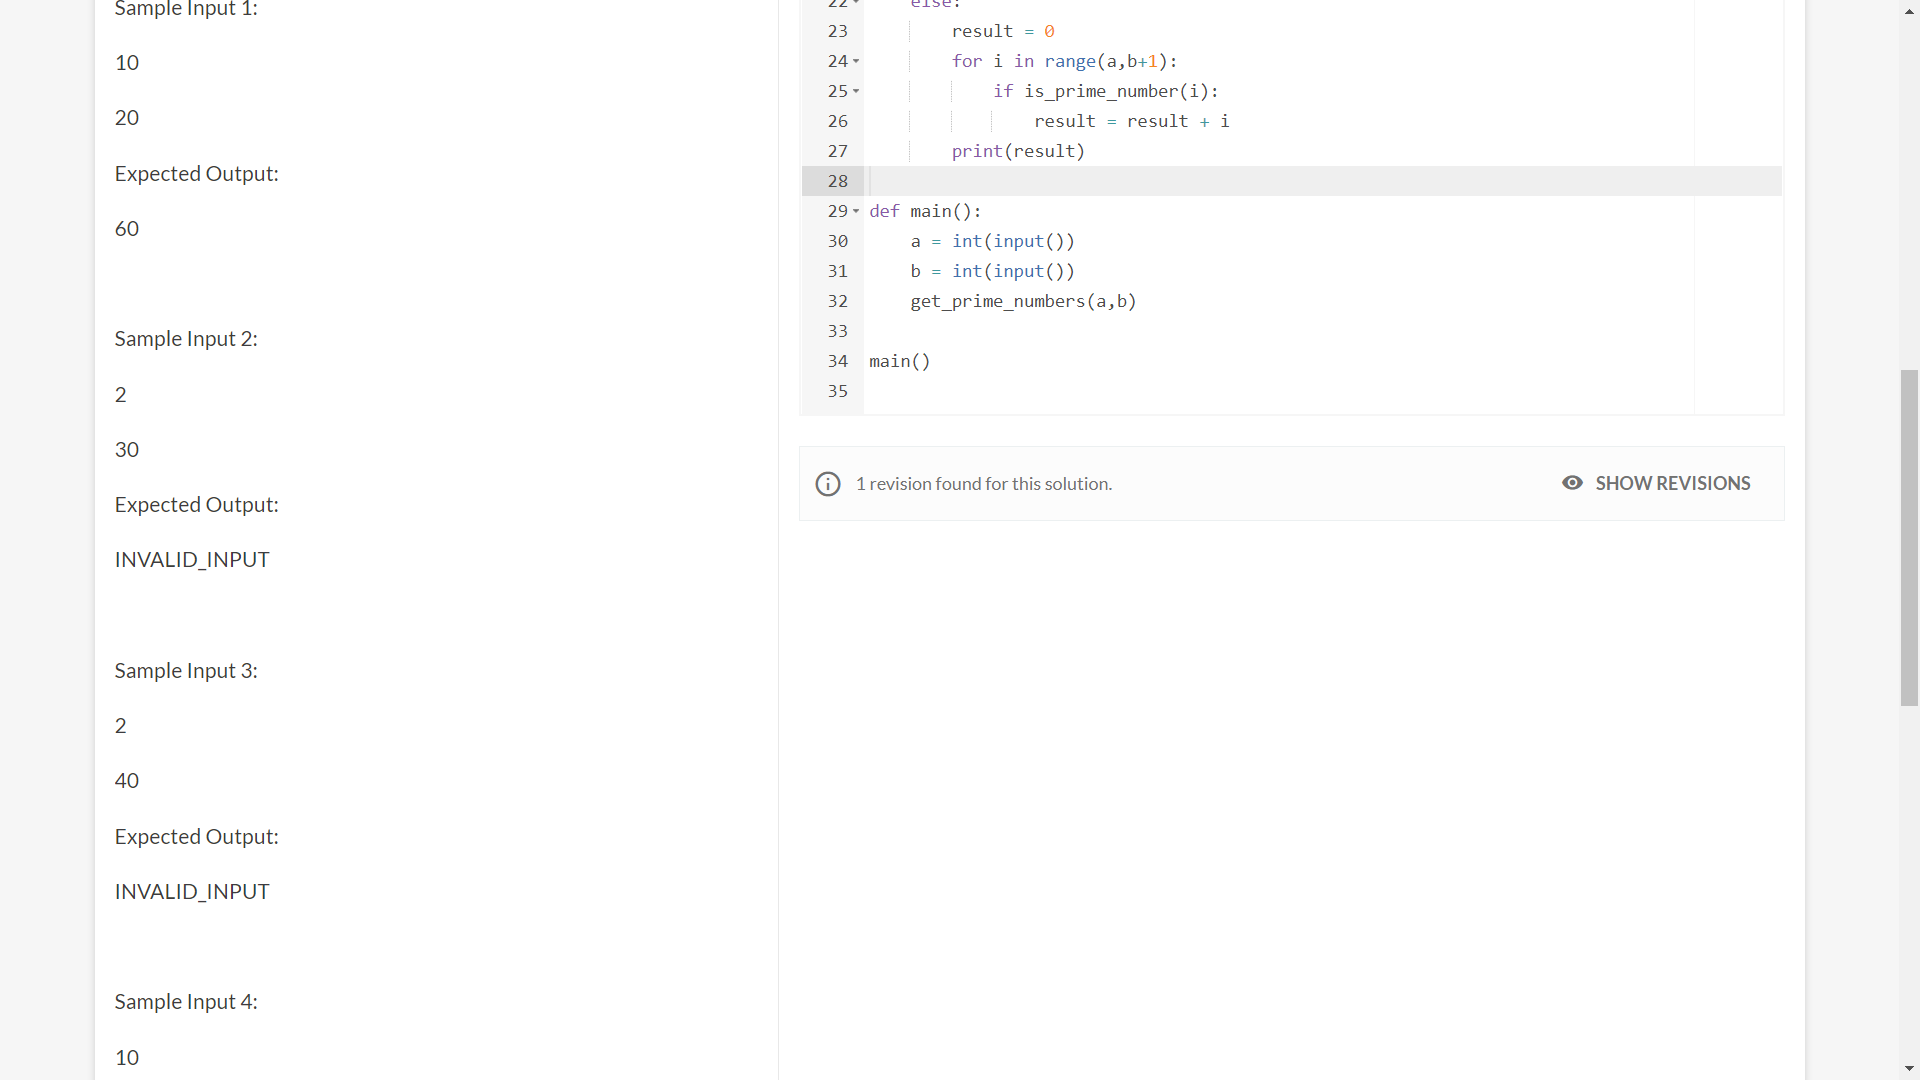 Sample Input 1:
10
20
Expected Output:
60
Sample Input 2:
2
30
Expected Output:
INVALID_INPUT
Sample Input 3:
2
40
Expected Output:
INVALID_INPUT
Sample Input 4:
10
22 else:
23 result = 0
24 for i in range(a,b+1):
25 if is_prime_number(i):
26 result = result + i
27 print(result)
28
29 def main():
30 a = int(input())
31 b = int(input())
32 get_prime_numbers(a,b)
33
34 main()
35
1 revision found for this solution.
SHOW REVISIONS